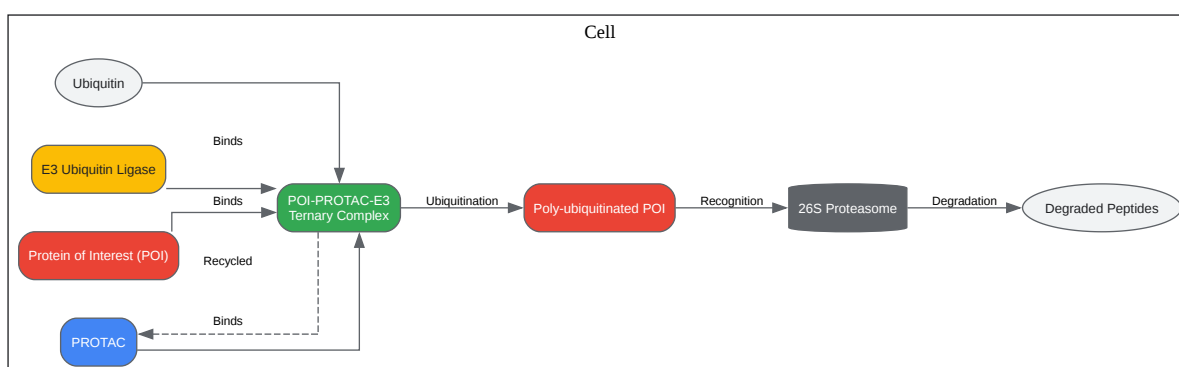 Cell
Ubiquitin
Binds
E3 Ubiquitin Ligase
Binds
POI-PROTAC-E3
Ternary Complex
Ubiquitination
Poly-ubiquitinated POI
Recognition
26S Proteasome
Degradation
Degraded Peptides
Protein of Interest (POI)
Recycled
Binds
PROTAC